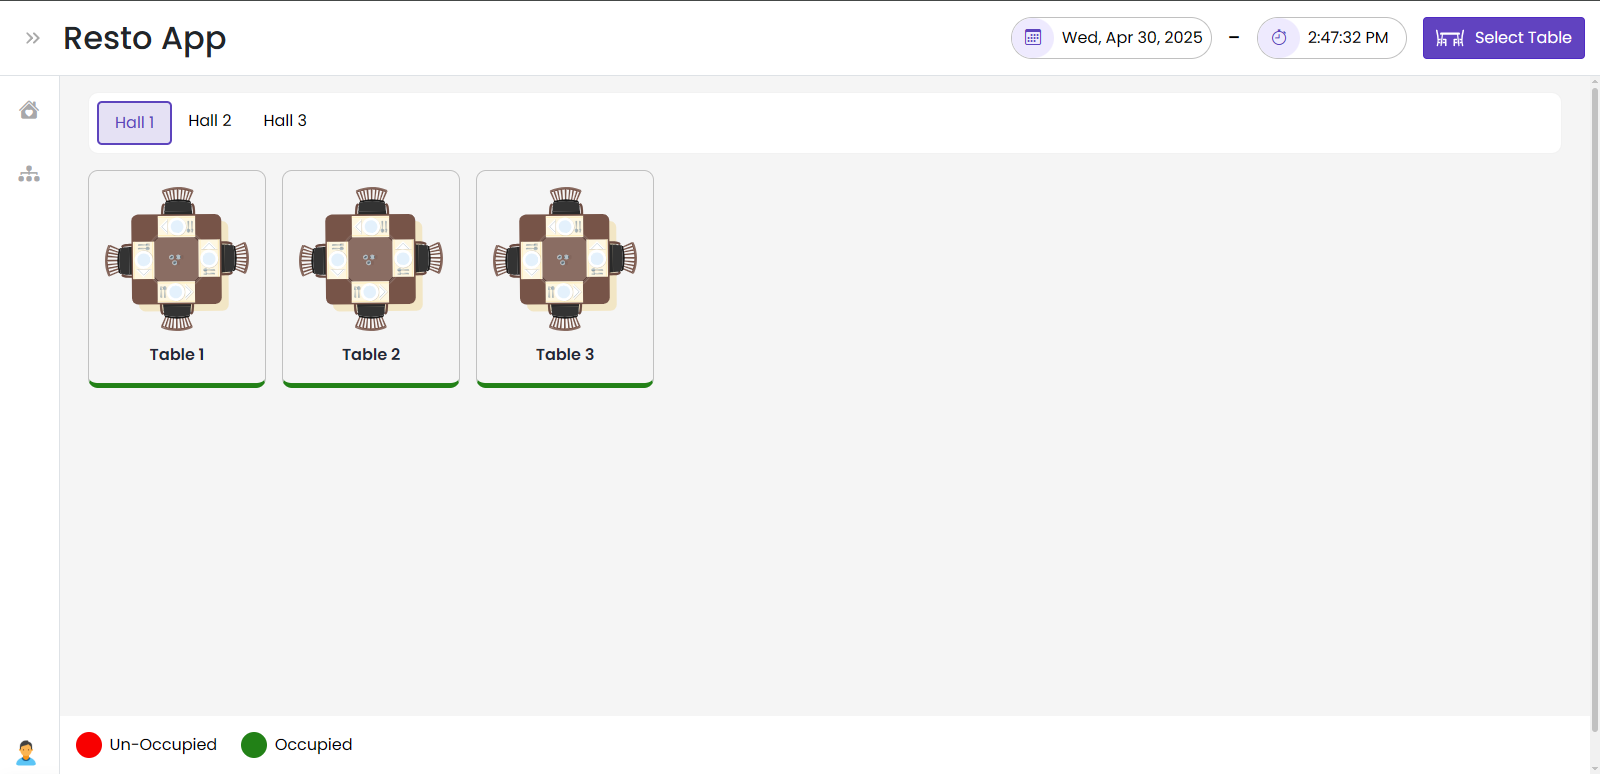 Resto App
Wed, Apr 30, 2025 – 2:47:32 PM Select Table
Hall 1 Hall 2 Hall 3
Table 1 Table 2 Table 3
Un-Occupied Occupied